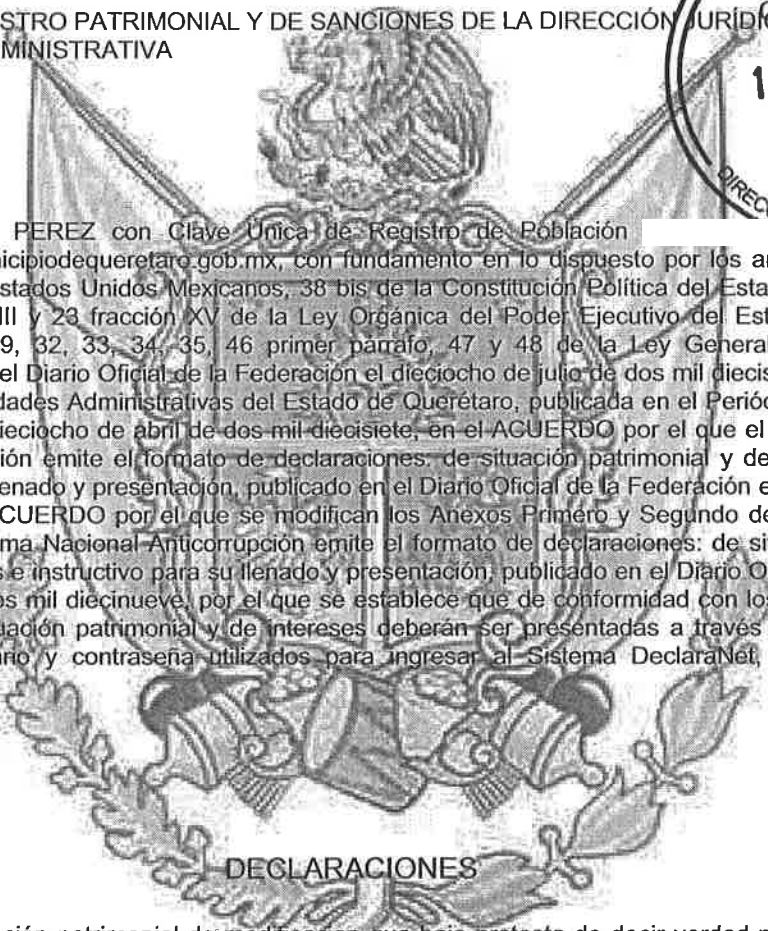 STRO PATRIMONIAL Y DE SANCIONES DE LA DIRECCIÓN JURÍDIC
MINISTRATIVA
1
DIRECC
PEREZ con Clave Única de Registro de Población
nicipiodequeretaro.gob.mx, con fundamento en lo dispuesto por los ar
stados Unidos Mexicanos, 38 bis de la Constitución Política del Esta
III y 23 fracción XV de la Ley Orgánica del Poder Ejecutivo del Est
9, 32, 33, 34, 35, 46 primer párrafo, 47 y 48 de la Ley General
el Diario Oficial de la Federación el dieciocho de julio de dos mil diecis
dades Administrativas del Estado de Querétaro, publicada en el Periód
ieciocho de abril de dos mil diecisiete, en el ACUERDO por el que el
ión emite el formato de declaraciones: de situación patrimonial y de
enado y presentación, publicado en el Diario Oficial de la Federación e
CUERDO por el que se modifican los Anexos Primero y Segundo de
ma Nacional Anticorrupción emite el formato de declaraciones: de si
s e instructivo para su llenado y presentación, publicado en el Diario O
os mil diecinueve, por el que se establece que de conformidad con los
uación patrimonial y de intereses deberán ser presentadas a través
ario y contraseña utilizados para ingresar al Sistema DeclaraNet,
DECLARACIONES